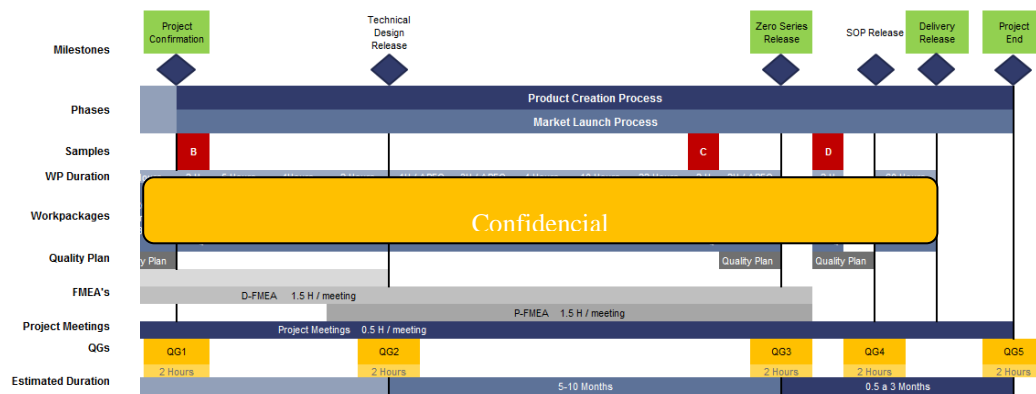 Project
Confirmation
Technical
Design
Release
Zero Series
Release
SOP Release
Delivery
Release
Project
End
Milestones
Phases
Product Creation Process
Market Launch Process
Samples
B
C
D
WP Duration
Workpackages
Confidencial
Quality Plan
y Plan
Quality Plan
Quality Plan
FMEA's
D-FMEA 1.5 H / meeting
P-FMEA 1.5 H / meeting
Project Meetings
Project Meetings 0.5 H / meeting
QGs
QG1
QG2
QG3
QG4
QG5
2 Hours
2 Hours
2 Hours
2 Hours
2 Hours
Estimated Duration
5-10 Months
0.5 a 3 Months